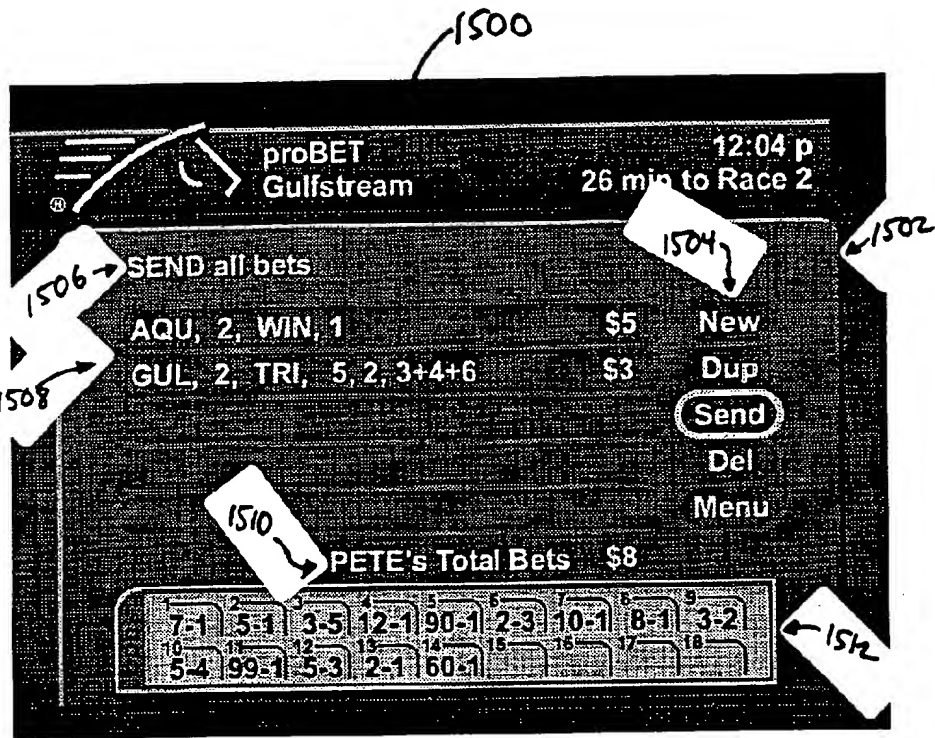 1500
proBET 12:04 p
Gulfstream 26 min to Race 2
®
1502
1504
1506 SEND all bets
AQU, 2, WIN, 1 $5 New
1508 GUL, 2, TRI, 5, 2, 3+4+6 $3 Dup
Send
Del
Menu
1510
PETE's Total Bets $8
1 2 3 4 5 6 7 8 9
7-1 5-1 3-5 12-1 90-1 2-3 10-1 8-1 3-2
1512
10 11 12 13 14 15 16 17 18
5-4 99-1 5-3 2-1 60-1